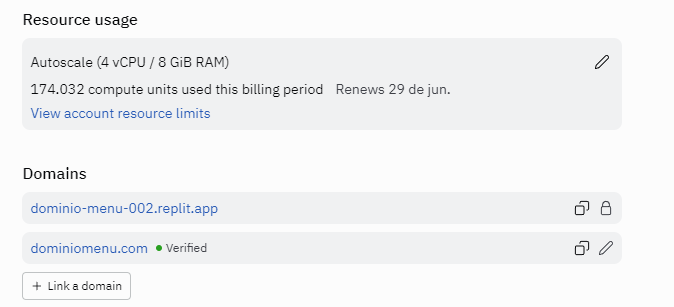 Resource usage
Autoscale (4 vCPU / 8 GiB RAM)
174.032 compute units used this billing period Renews 29 de jun.
View account resource limits
Domains
dominio-menu-002.replit.app
dominiomenu.com Verified
+ Link a domain